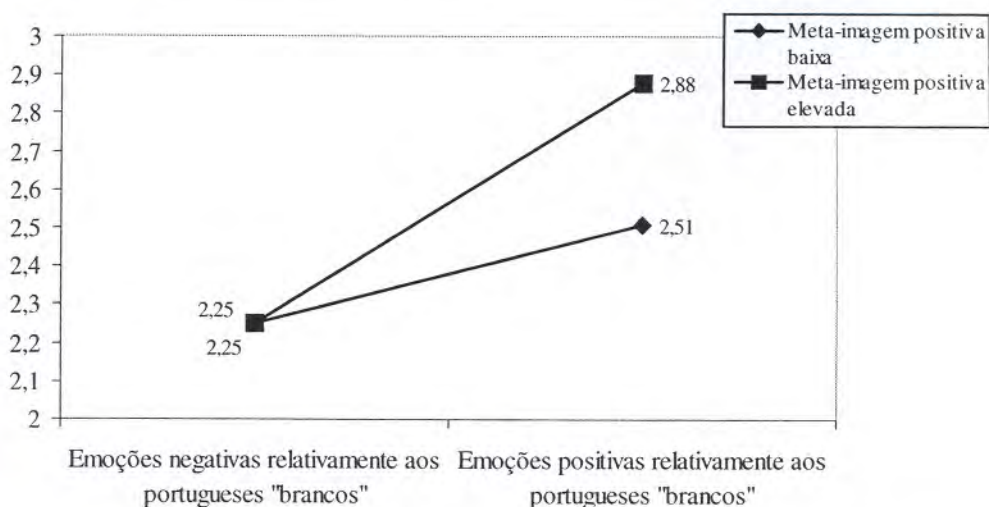 Meta-imagem positiva
baixa
Meta-imagem positiva
elevada
3
2,9
2,8
2,7
2,6
2,5
2,4
2,3
2,2
2,1
2
2,88
2,51
2,25
2,25
Emoções negativas relativamente aos
portugueses "brancos"
Emoções positivas relativamente aos
portugueses "brancos"